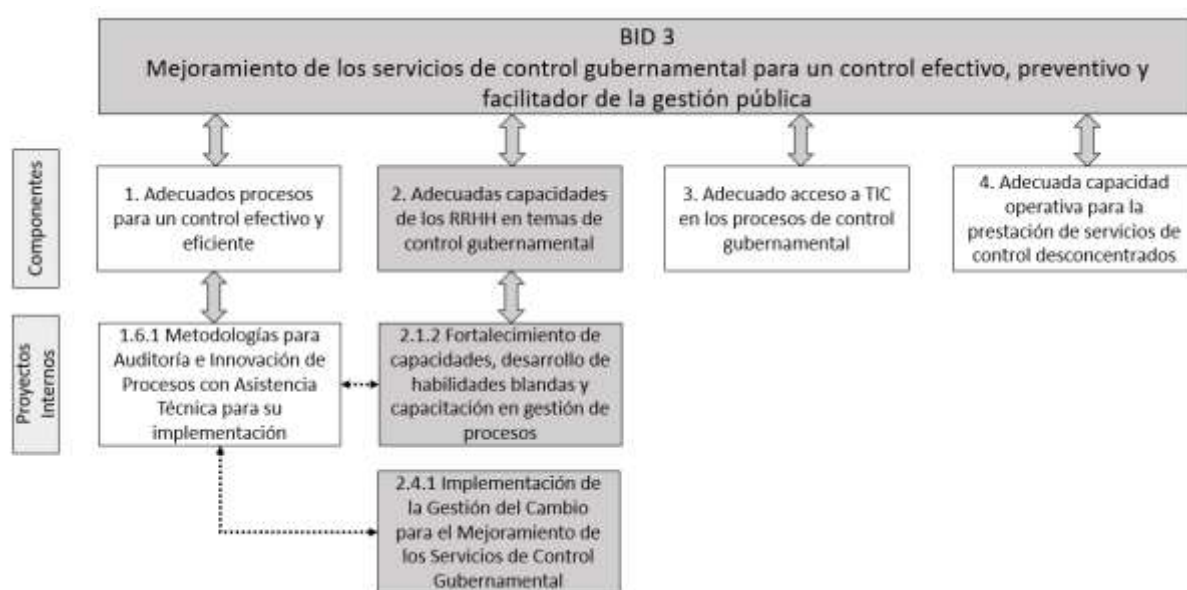 BID 3
Mejoramiento de los servicios de control gubernamental para un control efectivo, preventivo y
facilitador de la gestión pública
Componentes
1. Adecuados procesos
para un control efectivo y
eficiente
2. Adecuadas capacidades
de los RRHH en temas de
control gubernamental
3. Adecuado acceso a TIC
en los procesos de control
gubernamental
4. Adecuada capacidad
operativa para la
prestación de servicios de
control desconcentrados
Proyectos
Internos
1.6.1 Metodologías para
Auditoría e Innovación de
Procesos con Asistencia
Técnica para su
implementación
2.1.2 Fortalecimiento de
capacidades, desarrollo de
habilidades blandas y
capacitación en gestión de
procesos
2.4.1 Implementación de
la Gestión del Cambio
para el Mejoramiento de
los Servicios de Control
Gubernamental